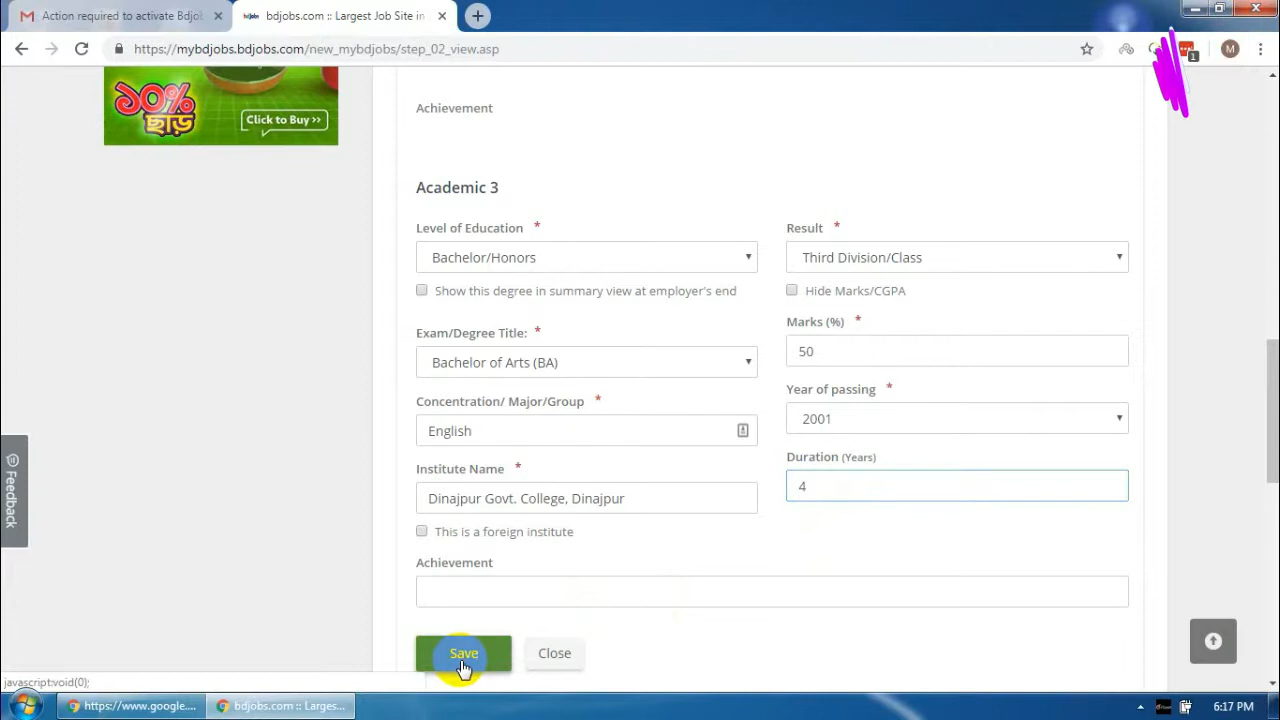 Action required to activate Bdjob
bdjobs.com :: Largest Job Site in
https://mybdjobs.bdjobs.com/new_mybdjobs/step_02_view.asp
M
1
১০%
ছাড়
Click to Buy >>
Achievement
Academic 3
Level of Education *
Result *
Bachelor/Honors
Third Division/Class
Show this degree in summary view at employer's end
Hide Marks/CGPA
Marks (%) *
Exam/Degree Title: *
50
Bachelor of Arts (BA)
Year of passing *
Concentration/ Major/Group *
2001
English
Duration (Years)
Institute Name *
4
Dinajpur Govt. College, Dinajpur
This is a foreign institute
Feedback
Achievement
Save
Close
javascript:void(0);
https://www.google....
bdjobs.com :: Larges...
6:17 PM